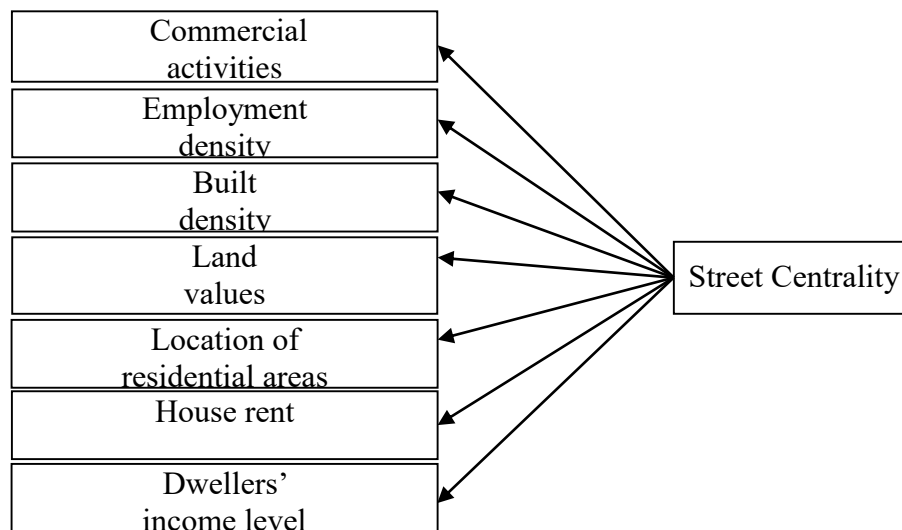 Commercial
activities
Employment
density
Built
density
Land
values
Street Centrality
Location of
residential areas
House rent
Dwellers’
income level